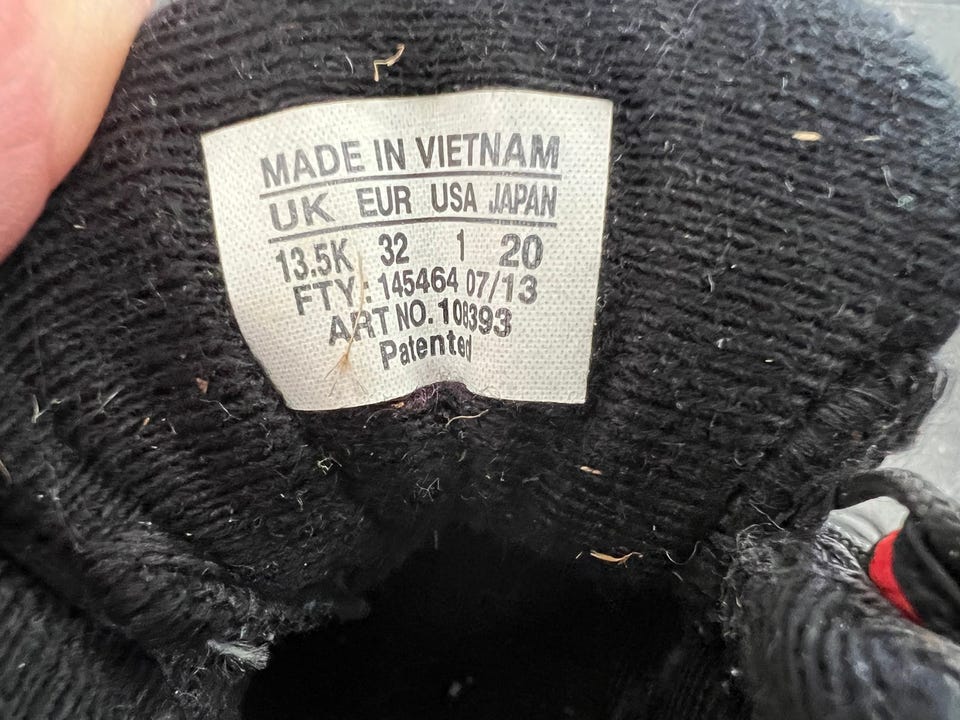 MADE IN VIETNAM
UK EUR USA JAPAN
13.5K 32 1 20
FTY: 145464 07/13
ART NO. 108393
Patented